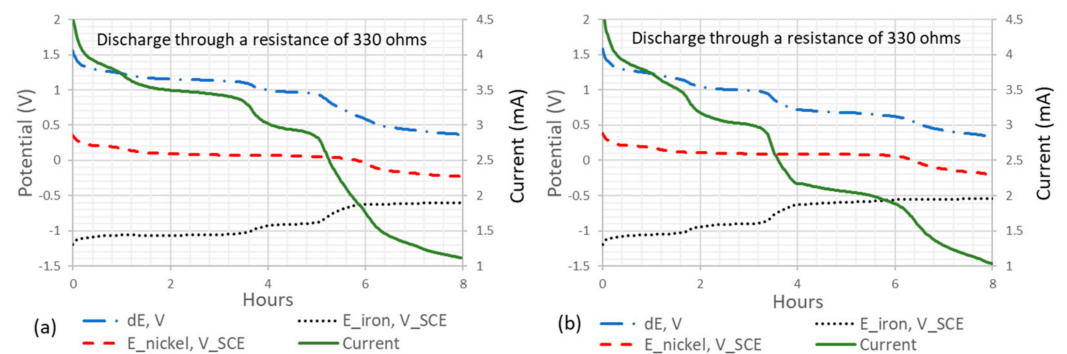 Discharge through a resistance of 330 ohms
2
1.5
1
0.5
0
-0.5
-1
-1.5
Potential (V)
4.5
4
3.5
3
2.5
2
1.5
1
Current (mA)
0 2 4 6 8
Hours
(a)
dE, V
E_iron, V_SCE
E_nickel, V_SCE
Current
Discharge through a resistance of 330 ohms
2
1.5
1
0.5
0
-0.5
-1
-1.5
Potential (V)
4.5
4
3.5
3
2.5
2
1.5
1
Current (mA)
0 2 4 6 8
Hours
(b)
dE, V
E_iron, V_SCE
E_nickel, V_SCE
Current